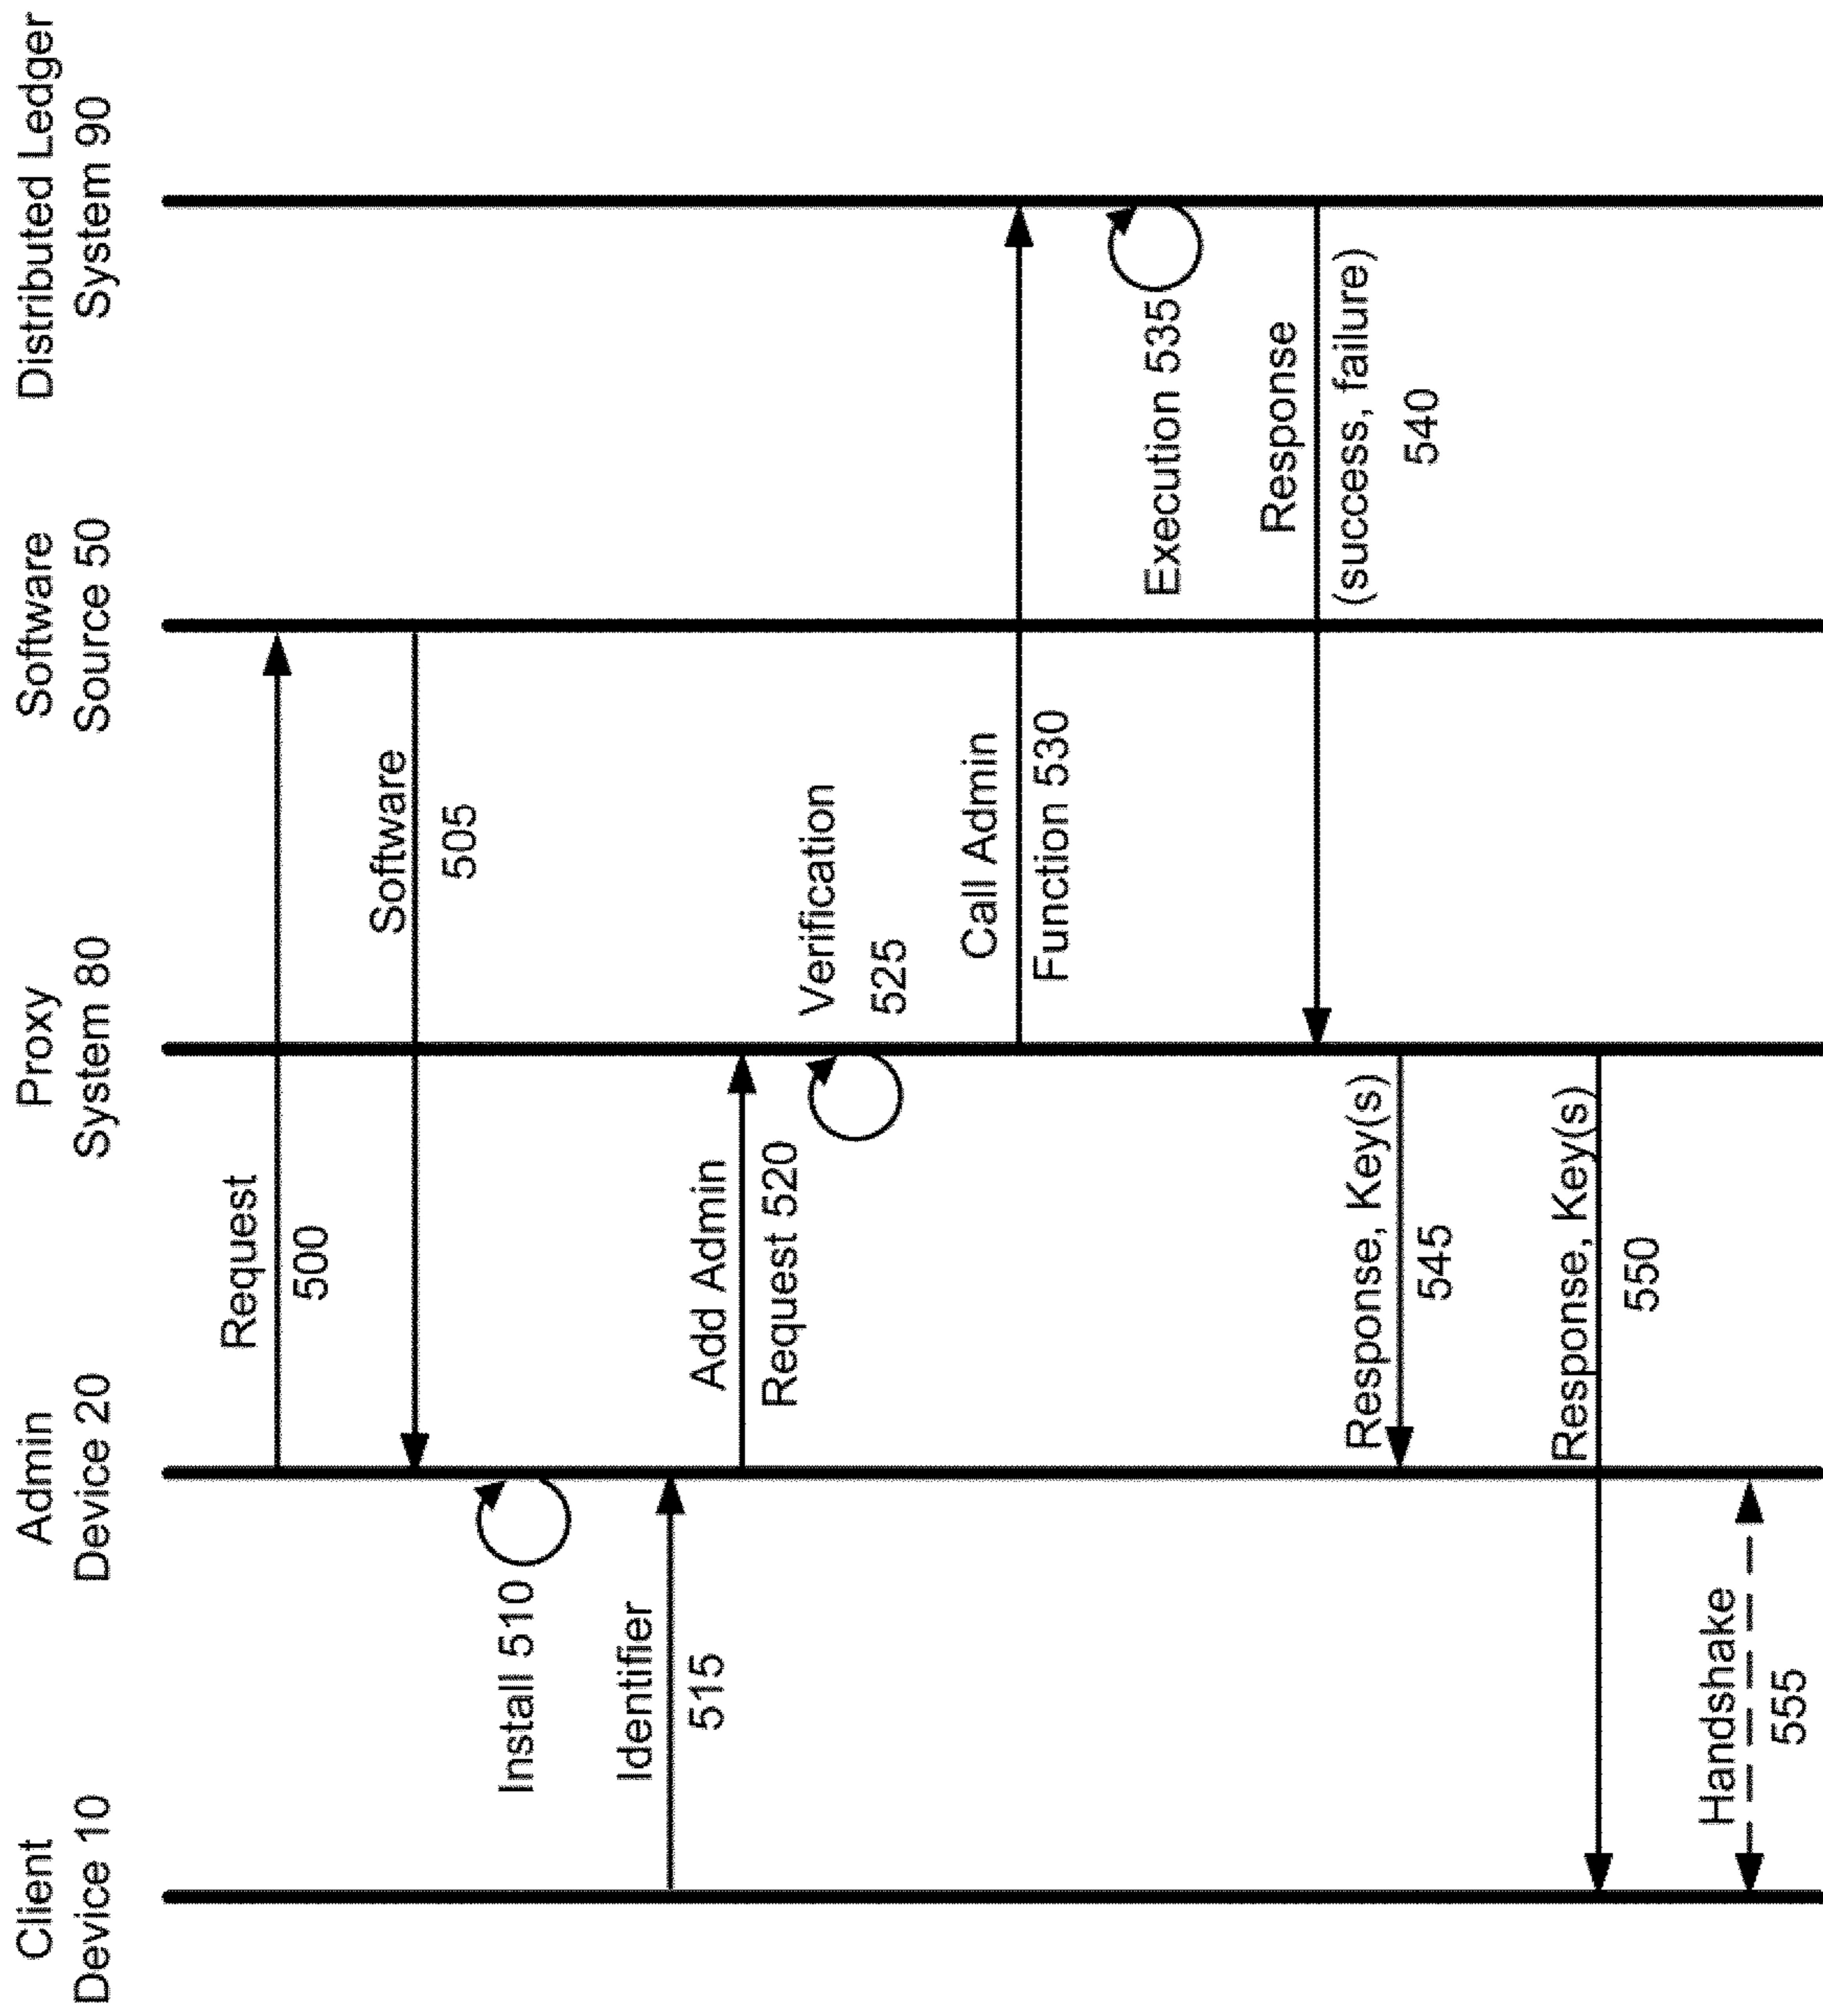 Client
Device 10
Admin
Device 20
Proxy
System 80
Software
Source 50
Distributed Ledger
System 90
Request
500
Software
505
Install 510
Identifier
515
Add Admin
Request 520
Verification
525
Call Admin
Function 530
Execution 535
Response
(success, failure)
540
Response, Key(s)
545
Response, Key(s)
550
Handshake
555